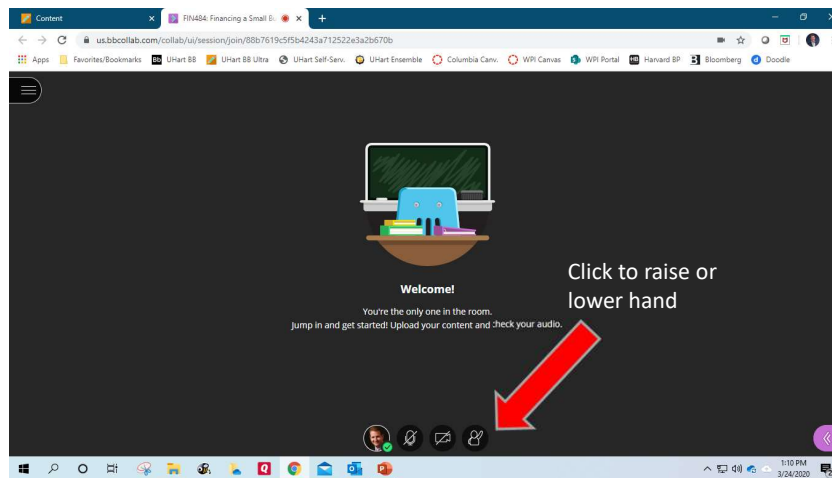 Content
FIN484: Financing a Small Bu
us.bbcollab.com/collab/ui/session/join/88b7619c5f5b4243a712522e3a2b670b
Apps Favorites/Bookmarks Bb UHart BB UHart BB Ultra UHart Self-Serv. UHart Ensemble Columbia Canv. WPI Canvas WPI Portal HB Harvard BP B Bloomberg d Doodle
Click to raise or
lower hand
Welcome!
You're the only one in the room.
Jump in and get started! Upload your content and check your audio.
1:10 PM
3/24/2020